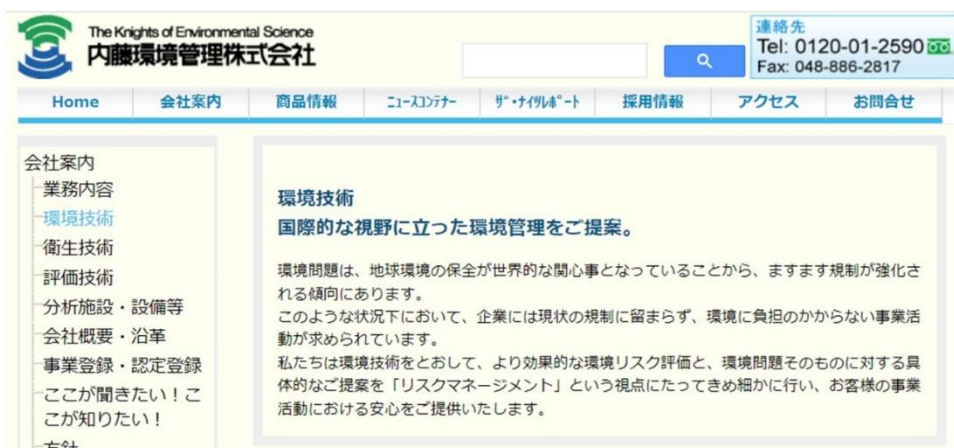 The Knights of Environmental Science
内藤環境管理株式会社
連絡先
Tel: 0120-01-2590
Fax: 048-886-2817
Home 会社案内 商品情報 ﾆｭｰｽｺﾝﾃﾅｰ ｻﾞ・ﾅｲﾂﾚﾎﾟｰﾄ 採用情報 アクセス お問合せ
会社案内
業務内容
環境技術
衛生技術
評価技術
分析施設・設備等
会社概要・沿革
事業登録・認定登録
ここが聞きたい！こ
こが知りたい！
方針
環境技術
国際的な視野に立った環境管理をご提案。
環境問題は、地球環境の保全が世界的な関心事となっていることから、ますます規制が強化さ
れる傾向にあります。
このような状況下において、企業には現状の規制に留まらず、環境に負担のかからない事業活
動が求められています。
私たちは環境技術をとおして、より効果的な環境リスク評価と、環境問題そのものに対する具
体的なご提案を「リスクマネージメント」という視点にたってきめ細かに行い、お客様の事業
活動における安心をご提供いたします。